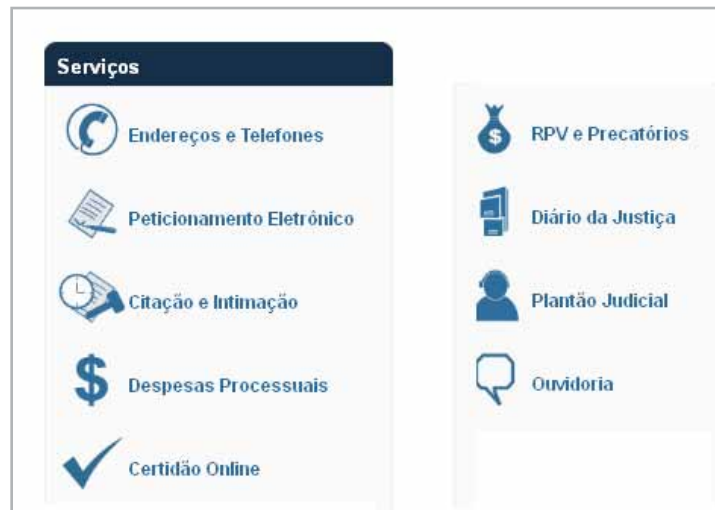 Serviços
Endereços e Telefones
Peticionamento Eletrônico
Citação e Intimação
$
Despesas Processuais
Certidão Online
$
RPV e Precatórios
Diário da Justiça
Plantão Judicial
Ouvidoria